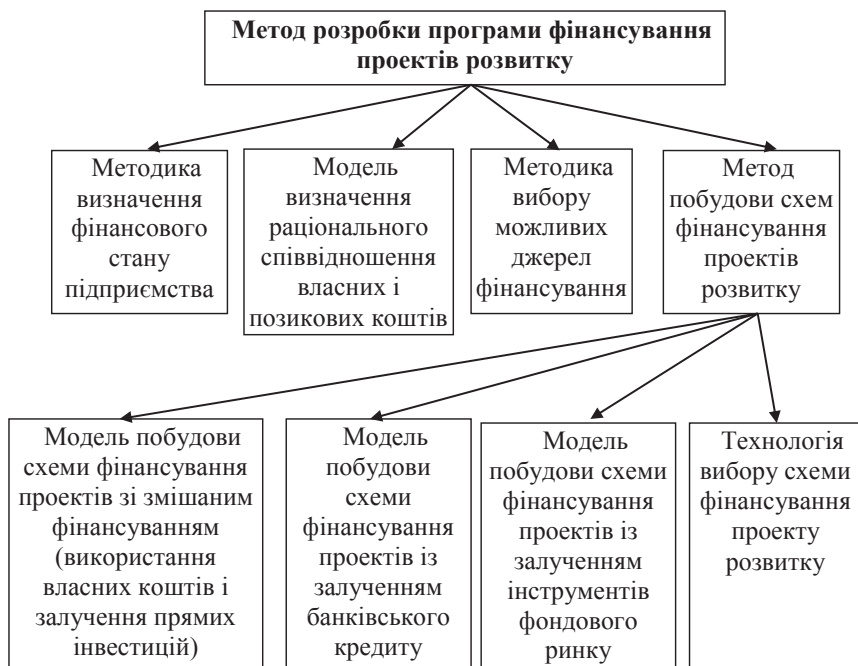 Метод розробки програми фінансування
проектів розвитку
Методика
визначення
фінансового
стану
підприємства
Модель
визначення
раціонального
співвідношення
власних і
позикових коштів
Методика
вибору
можливих
джерел
фінансування
Метод
побудови схем
фінансування
проектів
розвитку
Модель побудови
схеми фінансування
проектів зі змішаним
фінансуванням
(використання
власних коштів і
залучення прямих
інвестицій)
Модель
побудови
схеми
фінансування
проектів із
залученням
банківського
кредиту
Модель
побудови схеми
фінансування
проектів із
залученням
інструментів
фондового
ринку
Технологія
вибору схеми
фінансування
проекту
розвитку